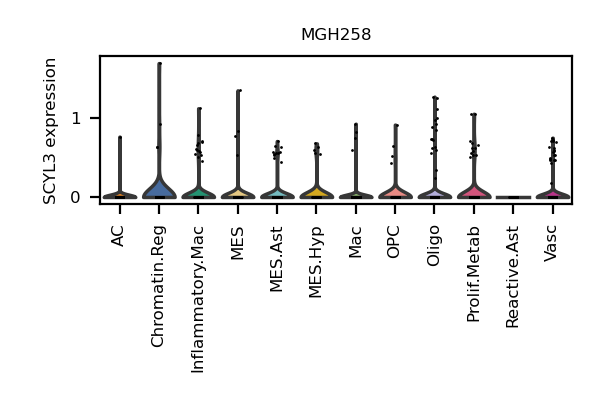 MGH258
SCYL3 expression
1
0
AC
Chromatin.Reg
Inflammatory.Mac
MES
MES.Ast
MES.Hyp
Mac
OPC
Oligo
Prolif.Metab
Reactive.Ast
Vasc